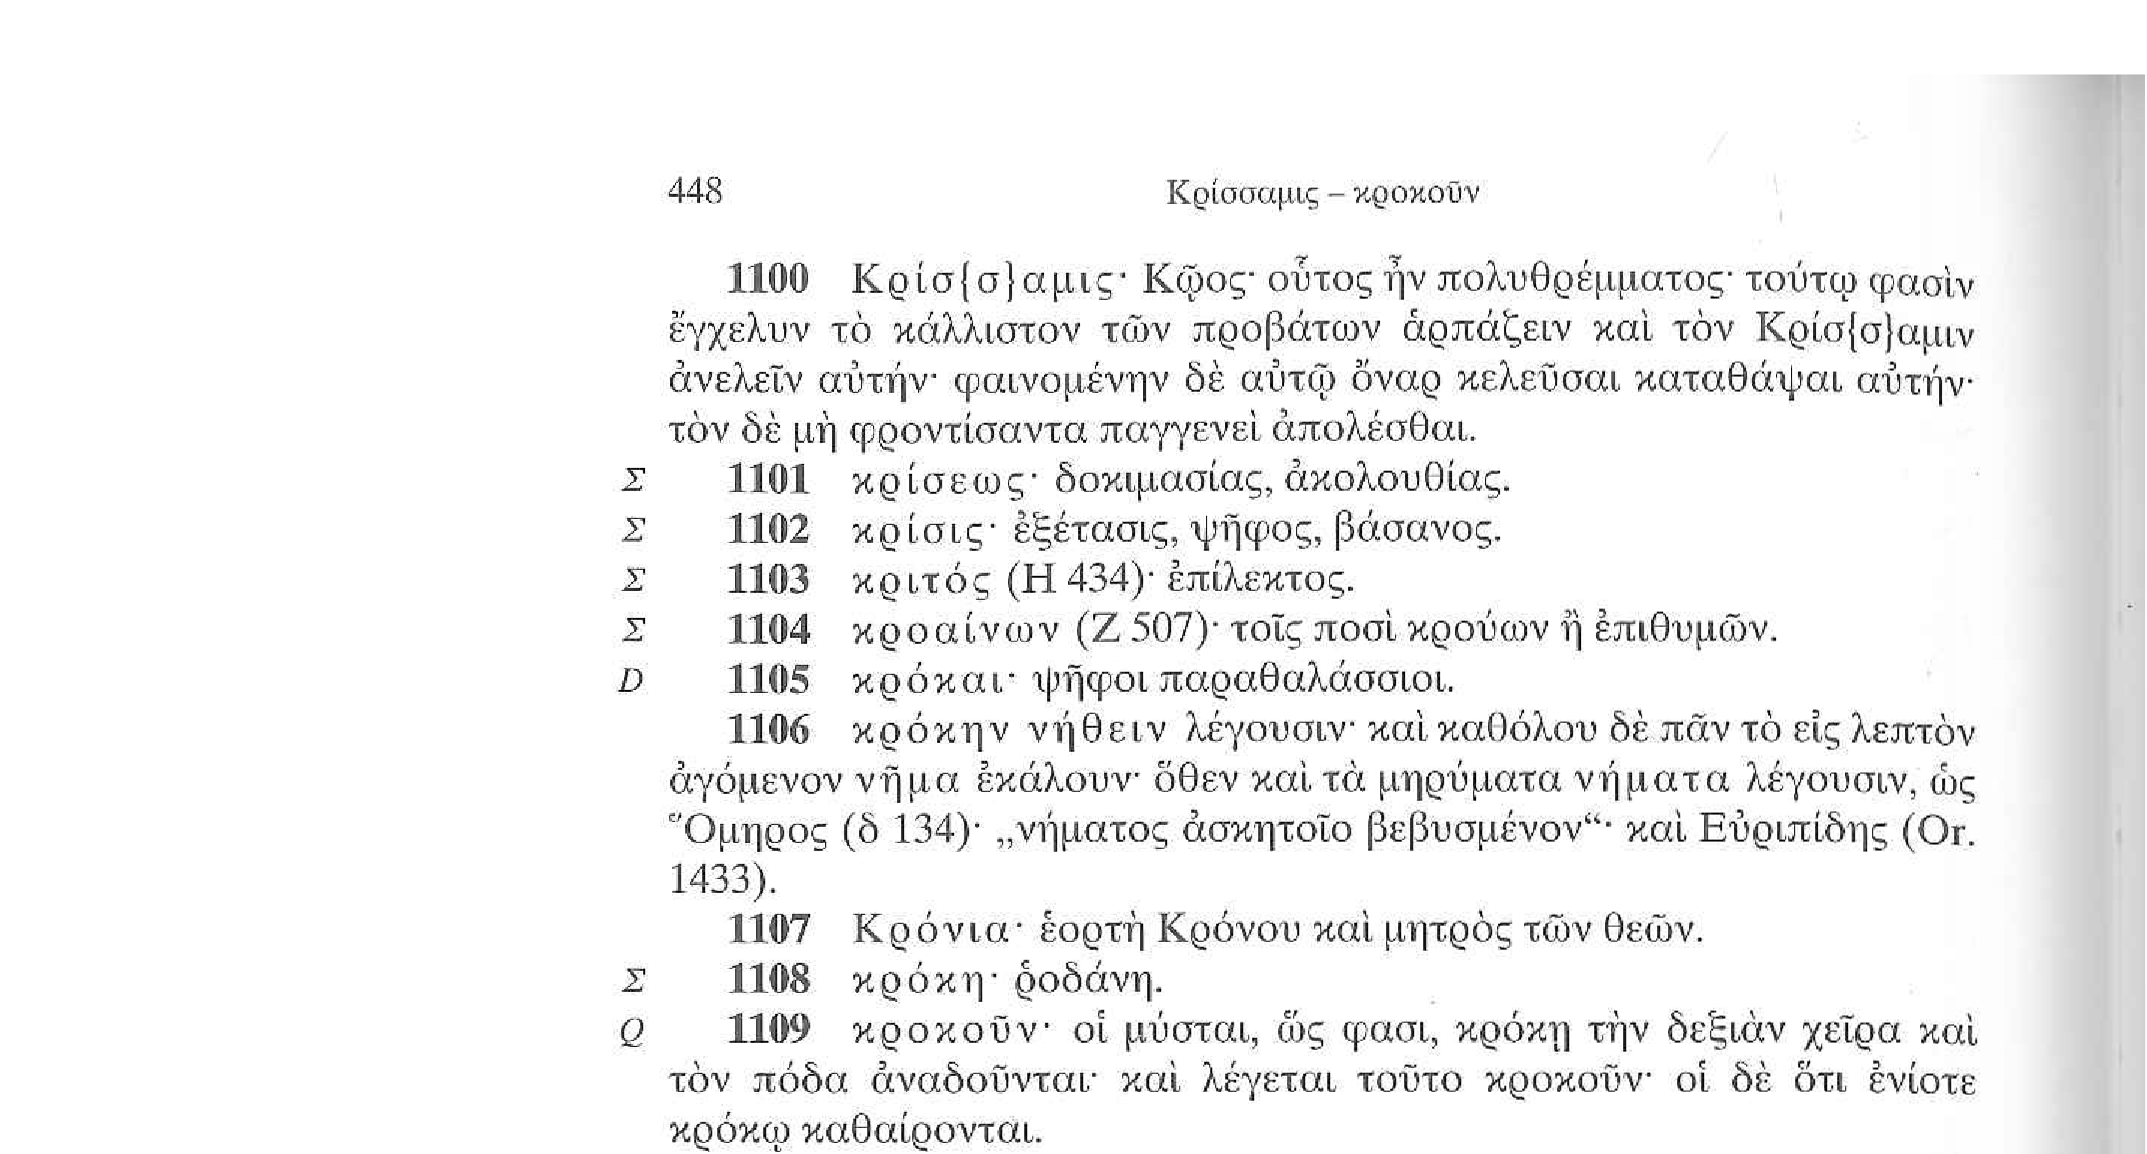 448 Κρίσσαμις – κροκοῦν
1100 Κρίσ{σ}αμις· Κῷος· οὗτος ἦν πολυθρέμματος· τούτῳ φασὶν
ἔγχελυν τὸ κάλλιστον τῶν προβάτων ἁρπάζειν καὶ τὸν Κρίσ{σ}αμιν
ἀνελεῖν αὐτήν· φαινομένην δὲ αὐτῷ ὄναρ κελεῦσαι καταθάψαι αὐτήν·
τὸν δὲ μὴ φροντίσαντα παγγενεὶ ἀπολέσθαι.
Σ 1101 κρίσεως· δοκιμασίας, ἀκολουθίας.
Σ 1102 κρίσις· ἐξέτασις, ψῆφος, βάσανος.
Σ 1103 κριτός (Η 434)· ἐπίλεκτος.
Σ 1104 κροαίνων (Ζ 507)· τοῖς ποσὶ κρούων ἢ ἐπιθυμῶν.
D 1105 κρόκαι· ψῆφοι παραθαλάσσιοι.
1106 κρόκην νήθειν λέγουσιν· καὶ καθόλου δὲ πᾶν τὸ εἰς λεπτὸν
ἀγόμενον νῆμα ἐκάλουν· ὅθεν καὶ τὰ μηρύματα νήματα λέγουσιν, ὡς
Ὅμηρος (δ 134)· „νήματος ἀσκητοῖο βεβυσμένον“· καὶ Εὐριπίδης (Or.
1433).
1107 Κρόνια· ἑορτὴ Κρόνου καὶ μητρὸς τῶν θεῶν.
Σ 1108 κρόκη· ῥοδάνη.
Q 1109 κροκοῦν· οἱ μύσται, ὥς φασι, κρόκῃ τὴν δεξιὰν χεῖρα καὶ
τὸν πόδα ἀναδοῦνται· καὶ λέγεται τοῦτο κροκοῦν· οἱ δὲ ὅτι ἐνίοτε
κρόκῳ καθαίρονται.